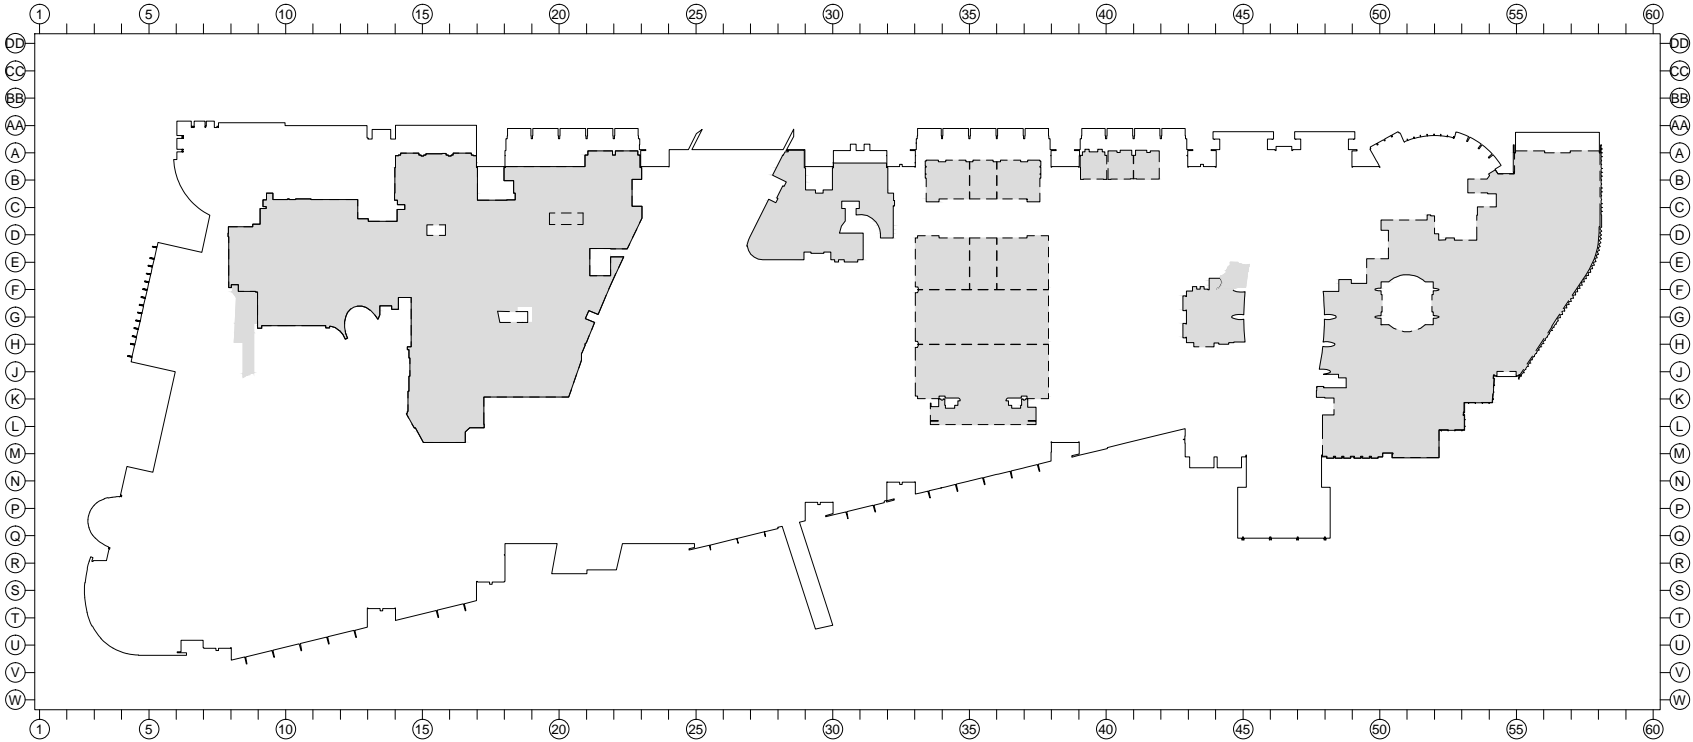 1 5 10 15 20 25 30 35 40 45 50 55 60
DD DD
CC CC
BB BB
AA AA
A A
B B
C C
D D
E E
F F
G G
H H
J J
K K
L L
M M
N N
P P
Q Q
R R
S S
T T
U U
V V
W W
1 5 10 15 20 25 30 35 40 45 50 55 60